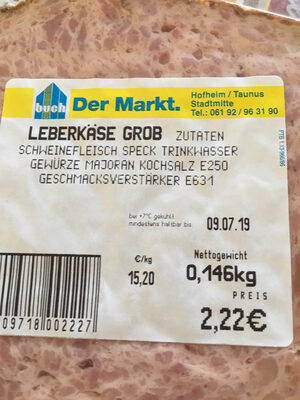 buch Der Markt.
Hofheim / Taunus
Stadtmitte
Tel.: 061 92 / 96 31 90
LEBERKÄSE GROB ZUTATEN
SCHWEINEFLEISCH SPECK TRINKWASSER
GEWÜRZE MAJORAN KOCHSALZ E250
GESCHMACKSVERSTÄRKER E631
bei +7°C gekühlt
mindestens haltbar bis 09.07.19
€/kg Nettogewicht
15,20 0,146kg
PREIS
2,22€
09718 002227